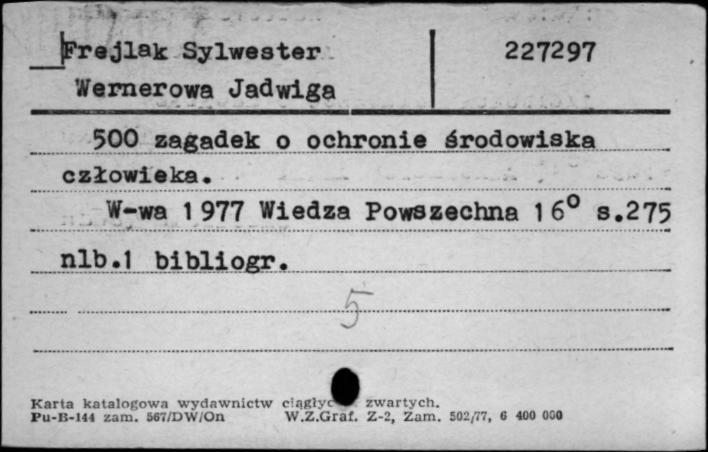 Frejlak Sylwester 227297
Wernerowa Jadwiga
500 zagadek o ochronie środowiska
człowieka.
W-wa 1977 Wiedza Powszechna 16° s.275
nlb.1 bibliogr.
5
Karta katalogowa wydawnictw zwartych.
Pu-B-144 zam. 567/DW/On W.Z.Graf. Z-2, Zam. 502/77, 6 400 000